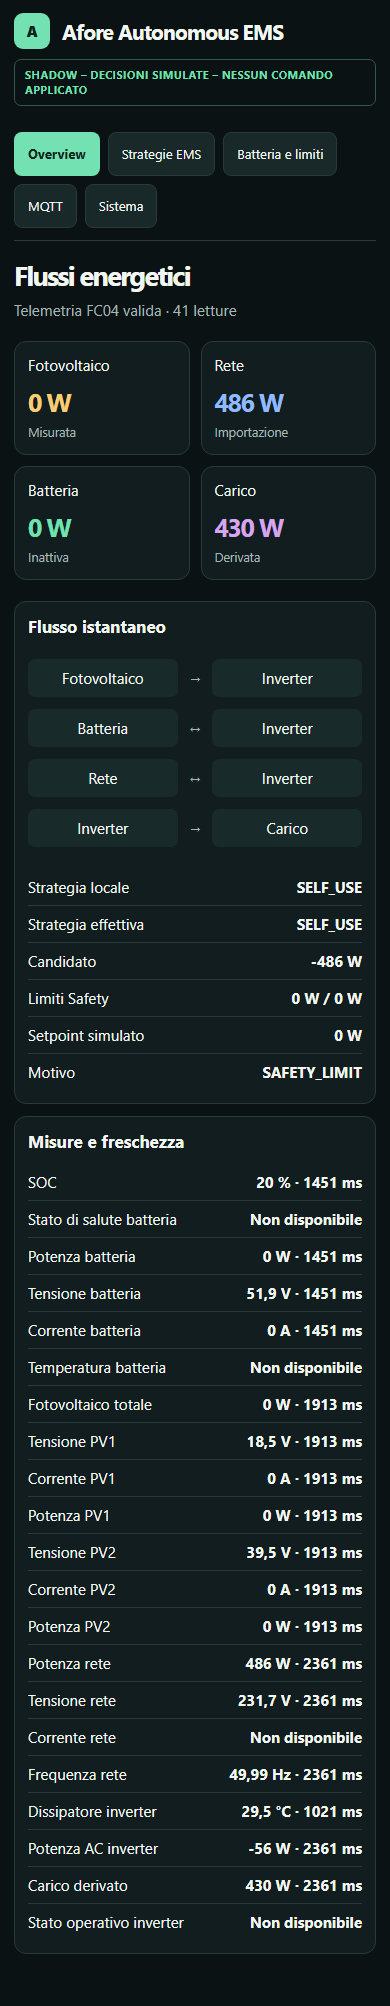 A
Afore Autonomous EMS
SHADOW – DECISIONI SIMULATE – NESSUN COMANDO
APPLICATO
Overview
Strategie EMS
Batteria e limiti
MQTT
Sistema
Flussi energetici
Telemetria FC04 valida · 41 letture
Fotovoltaico
0 W
Misurata
Rete
486 W
Importazione
Batteria
0 W
Inattiva
Carico
430 W
Derivata
Flusso istantaneo
Fotovoltaico → Inverter
Batteria ↔ Inverter
Rete ↔ Inverter
Inverter → Carico
Strategia locale SELF_USE
Strategia effettiva SELF_USE
Candidato -486 W
Limiti Safety 0 W / 0 W
Setpoint simulato 0 W
Motivo SAFETY_LIMIT
Misure e freschezza
SOC 20 % · 1451 ms
Stato di salute batteria Non disponibile
Potenza batteria 0 W · 1451 ms
Tensione batteria 51,9 V · 1451 ms
Corrente batteria 0 A · 1451 ms
Temperatura batteria Non disponibile
Fotovoltaico totale 0 W · 1913 ms
Tensione PV1 18,5 V · 1913 ms
Corrente PV1 0 A · 1913 ms
Potenza PV1 0 W · 1913 ms
Tensione PV2 39,5 V · 1913 ms
Corrente PV2 0 A · 1913 ms
Potenza PV2 0 W · 1913 ms
Potenza rete 486 W · 2361 ms
Tensione rete 231,7 V · 2361 ms
Corrente rete Non disponibile
Frequenza rete 49,99 Hz · 2361 ms
Dissipatore inverter 29,5 °C · 1021 ms
Potenza AC inverter -56 W · 2361 ms
Carico derivato 430 W · 2361 ms
Stato operativo inverter Non disponibile